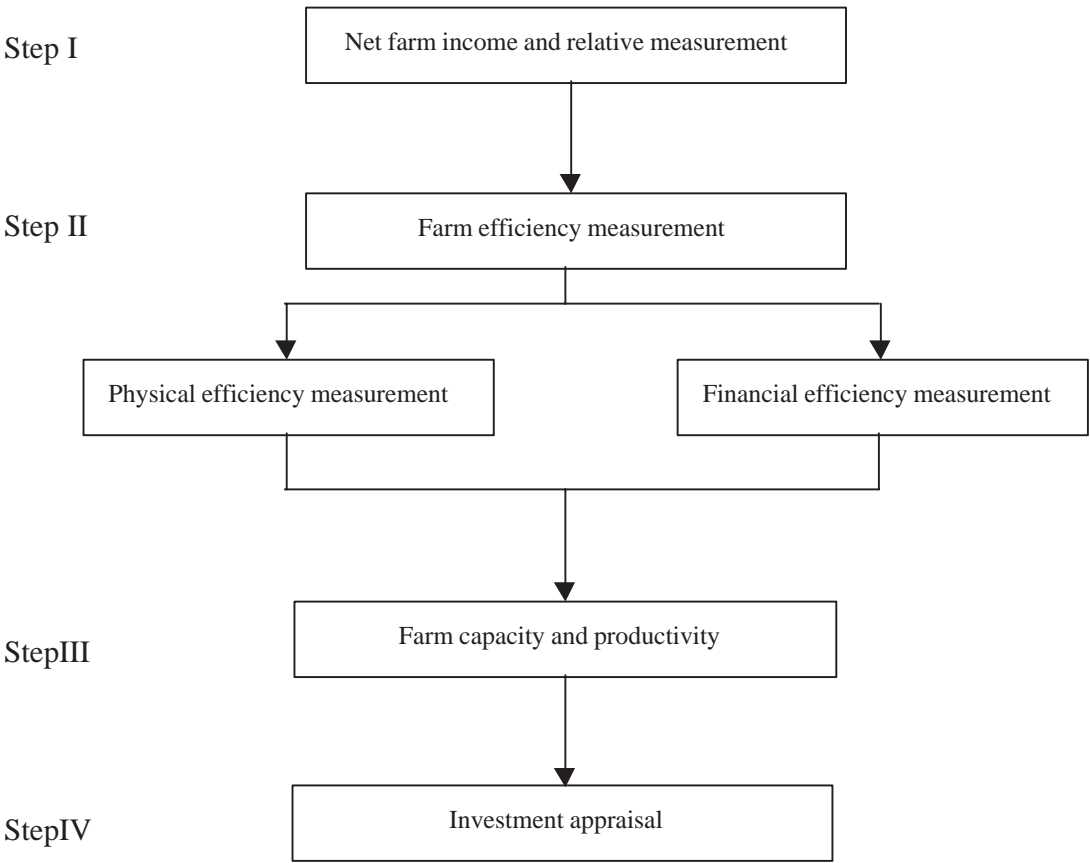 Step I
Net farm income and relative measurement
Step II
Farm efficiency measurement
Physical efficiency measurement
Financial efficiency measurement
StepIII
Farm capacity and productivity
StepIV
Investment appraisal